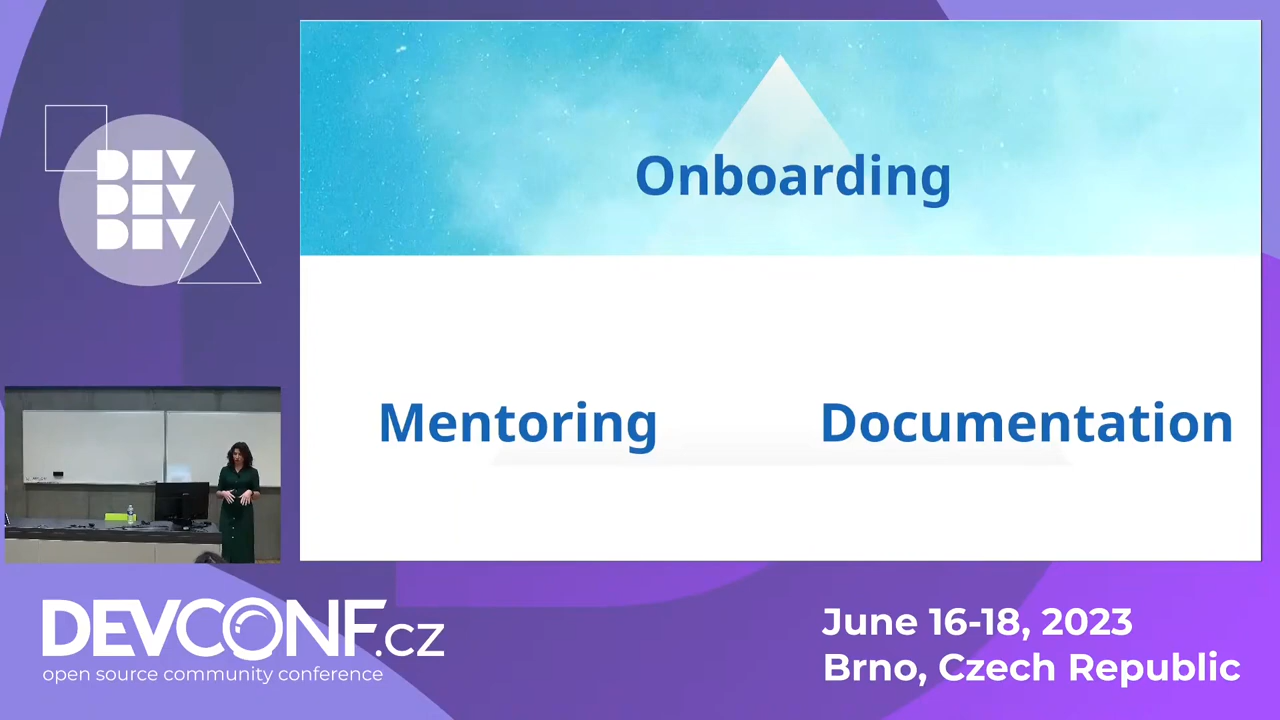 DEV
DEV
DEV
Onboarding
Mentoring
Documentation
DEVCONF.cz
open source community conference
June 16-18, 2023
Brno, Czech Republic